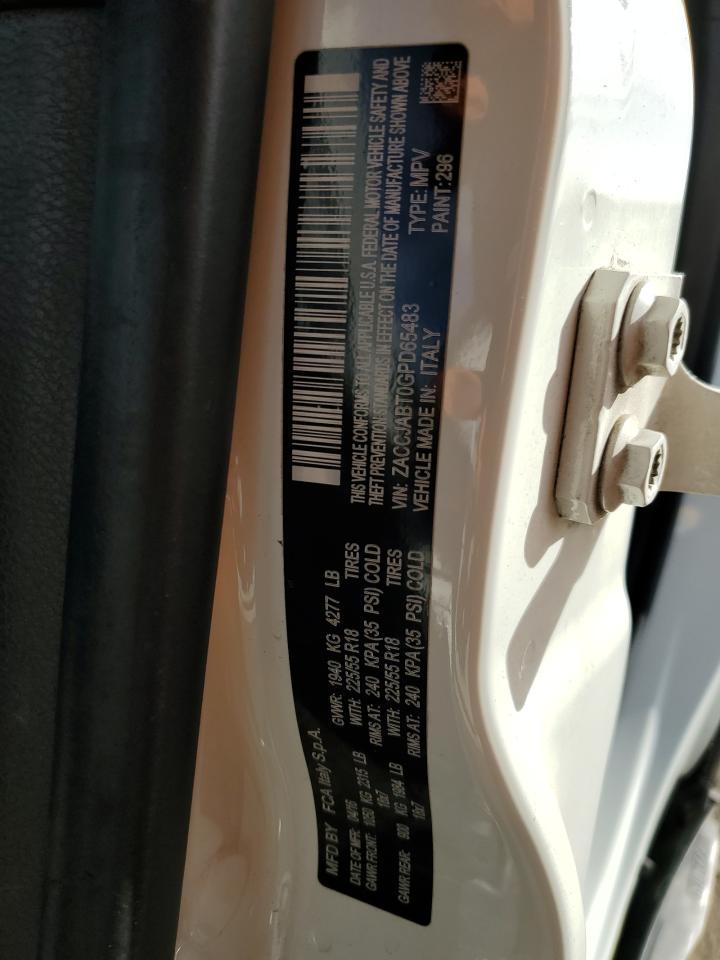 MFD BY FCA Italy S.p.A.
DATE OF MFR: 04/16 GVWR: 1940 KG 4277 LB
GAWR FRONT: 1050 KG 2315 LB WITH: 225/55 R18 TIRES
18x7 RIMS AT: 240 KPA(35 PSI) COLD
GAWR REAR: 900 KG 1984 LB WITH: 225/55 R18 TIRES
18x7 RIMS AT: 240 KPA(35 PSI) COLD
THIS VEHICLE CONFORMS TO ALL APPLICABLE U.S.A. FEDERAL MOTOR VEHICLE SAFETY AND
THEFT PREVENTION STANDARDS IN EFFECT ON THE DATE OF MANUFACTURE SHOWN ABOVE
VIN: ZACCJABT0GPD65483 TYPE: MPV
VEHICLE MADE IN: ITALY PAINT: 296